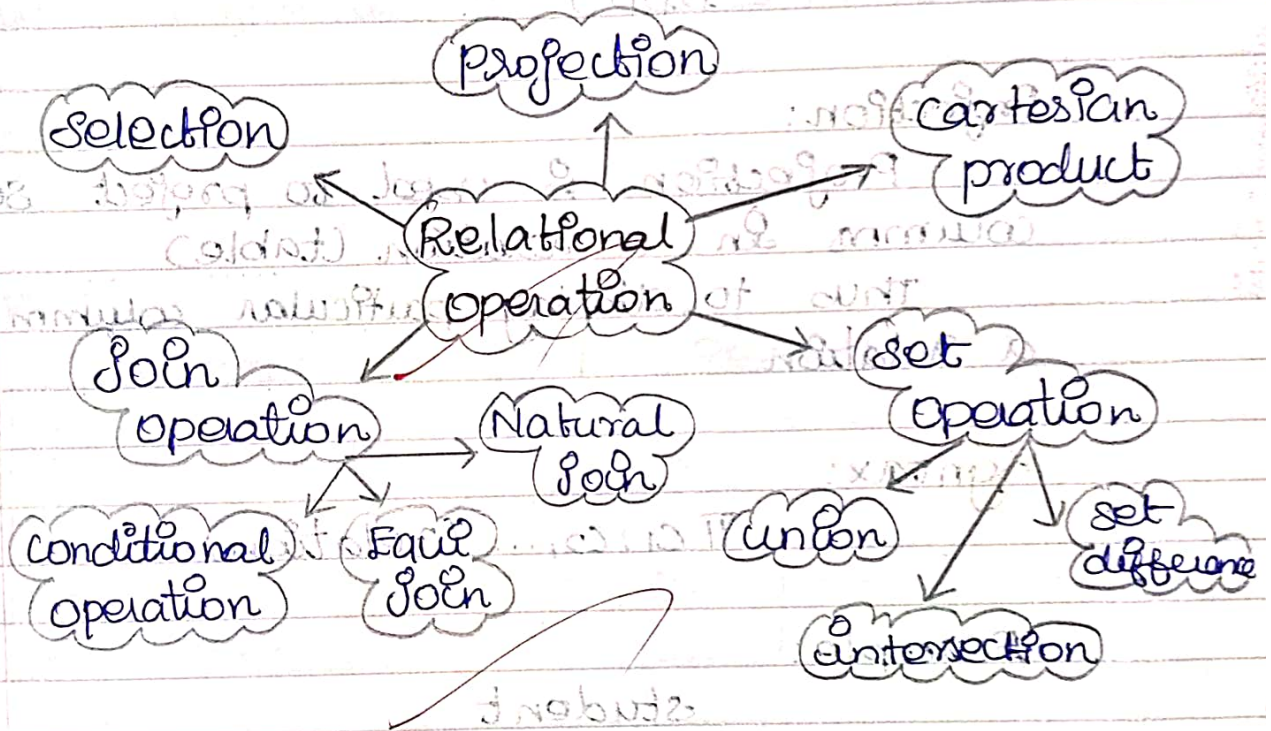 Projection
Selection
Cartesian
product
Relational
operation
Join
operation
Set
operation
Natural
Join
Conditional
operation
Equi
Join
Union
set
difference
intersection
student